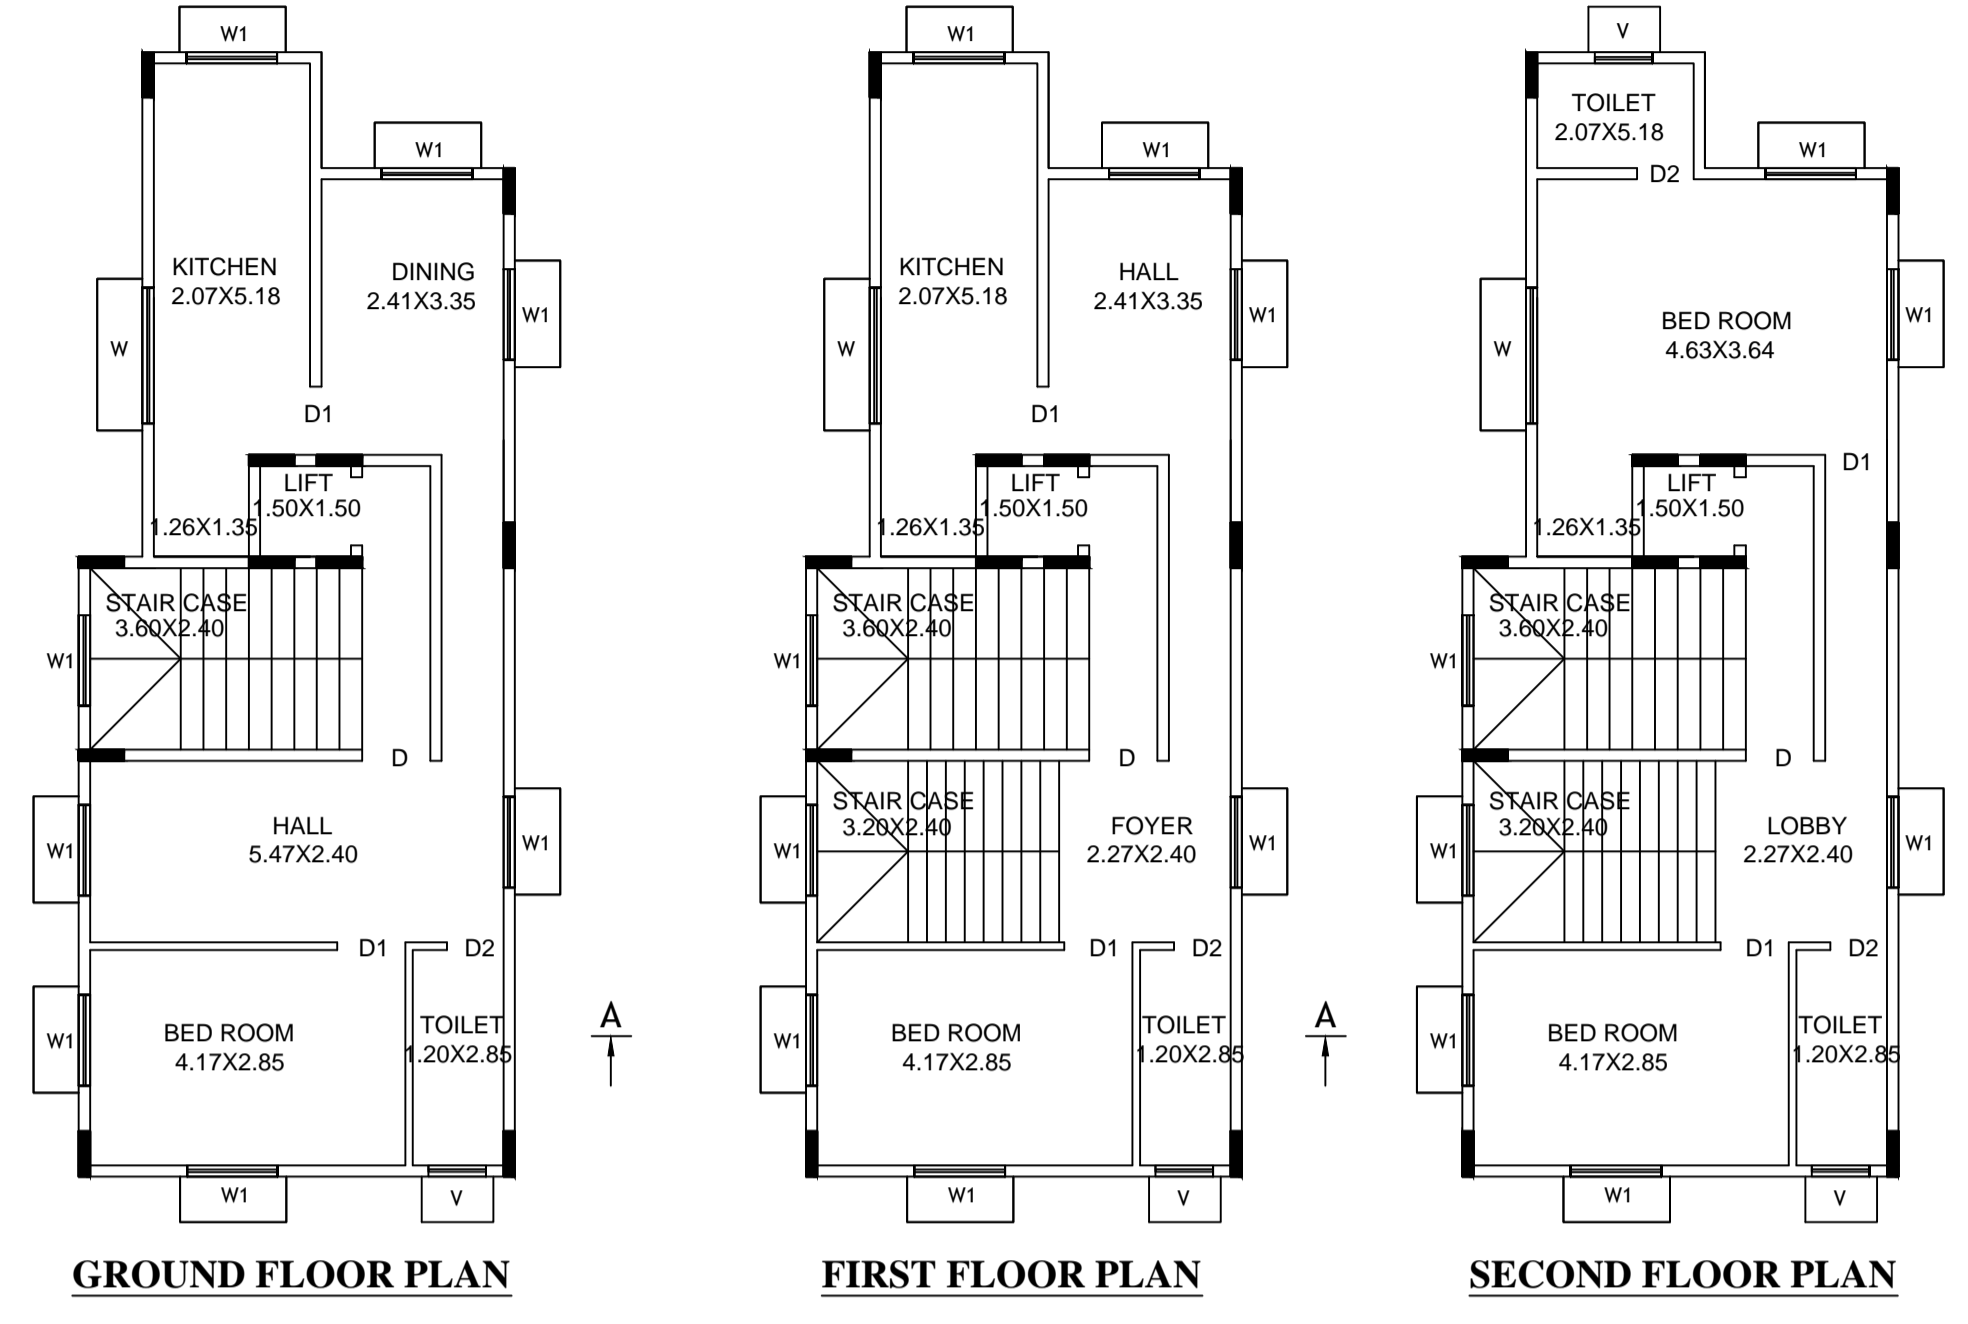 W1
W1
KITCHEN
2.07X5.18
DINING
2.41X3.35
W1
W
D1
LIFT
1.50X1.50
1.26X1.35
STAIR CASE
3.60X2.40
W1
D
HALL
5.47X2.40
W1
W1
D1
D2
BED ROOM
4.17X2.85
TOILET
1.20X2.85
W1
W1
V
GROUND FLOOR PLAN
A
W1
W1
KITCHEN
2.07X5.18
HALL
2.41X3.35
W1
W
D1
LIFT
1.50X1.50
1.26X1.35
STAIR CASE
3.60X2.40
W1
D
STAIR CASE
3.20X2.40
FOYER
2.27X2.40
W1
W1
D1
D2
BED ROOM
4.17X2.85
TOILET
1.20X2.85
W1
W1
V
FIRST FLOOR PLAN
A
V
TOILET
2.07X5.18
W1
D2
BED ROOM
4.63X3.64
W1
W
D1
LIFT
1.50X1.50
1.26X1.35
STAIR CASE
3.60X2.40
W1
D
STAIR CASE
3.20X2.40
LOBBY
2.27X2.40
W1
W1
D1
D2
BED ROOM
4.17X2.85
TOILET
1.20X2.85
W1
W1
V
SECOND FLOOR PLAN